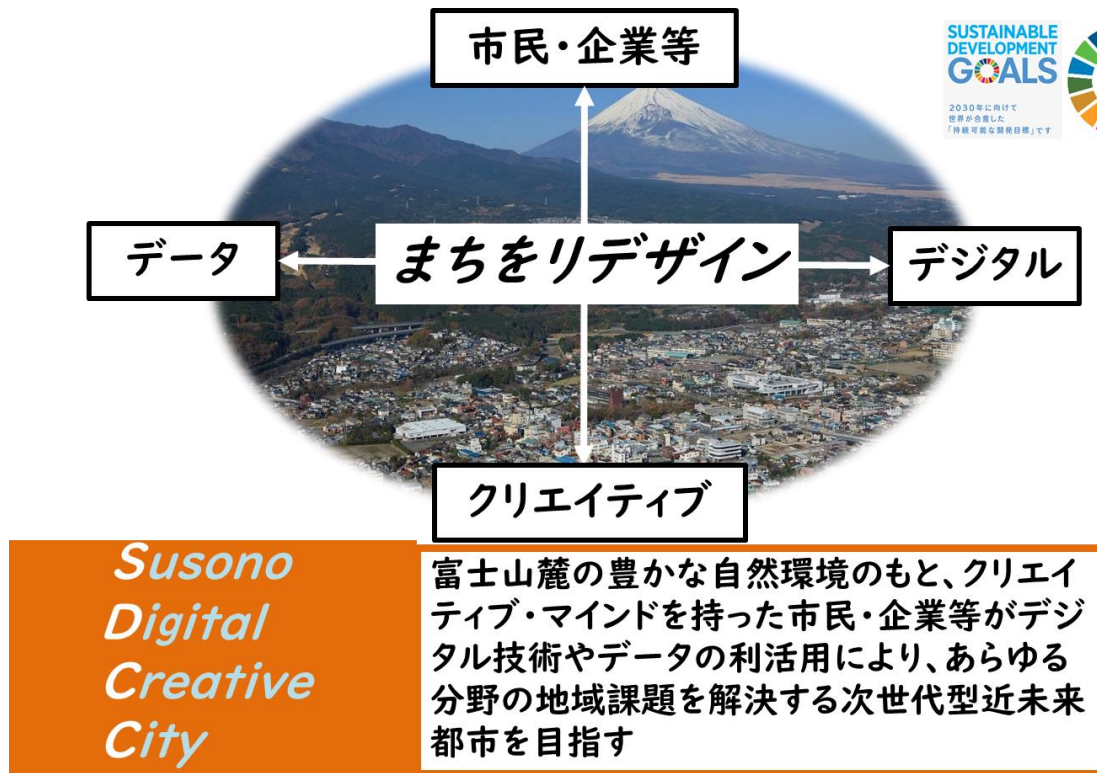 市民・企業等
SUSTAINABLE
DEVELOPMENT
GOALS
2030年に向けて
世界が合意した
「持続可能な開発目標」です
データ
まちをリデザイン
デジタル
クリエイティブ
Susono
Digital
Creative
City
富士山麓の豊かな自然環境のもと、クリエイ
ティブ・マインドを持った市民・企業等がデジ
タル技術やデータの利活用により、あらゆる
分野の地域課題を解決する次世代型近未来
都市を目指す